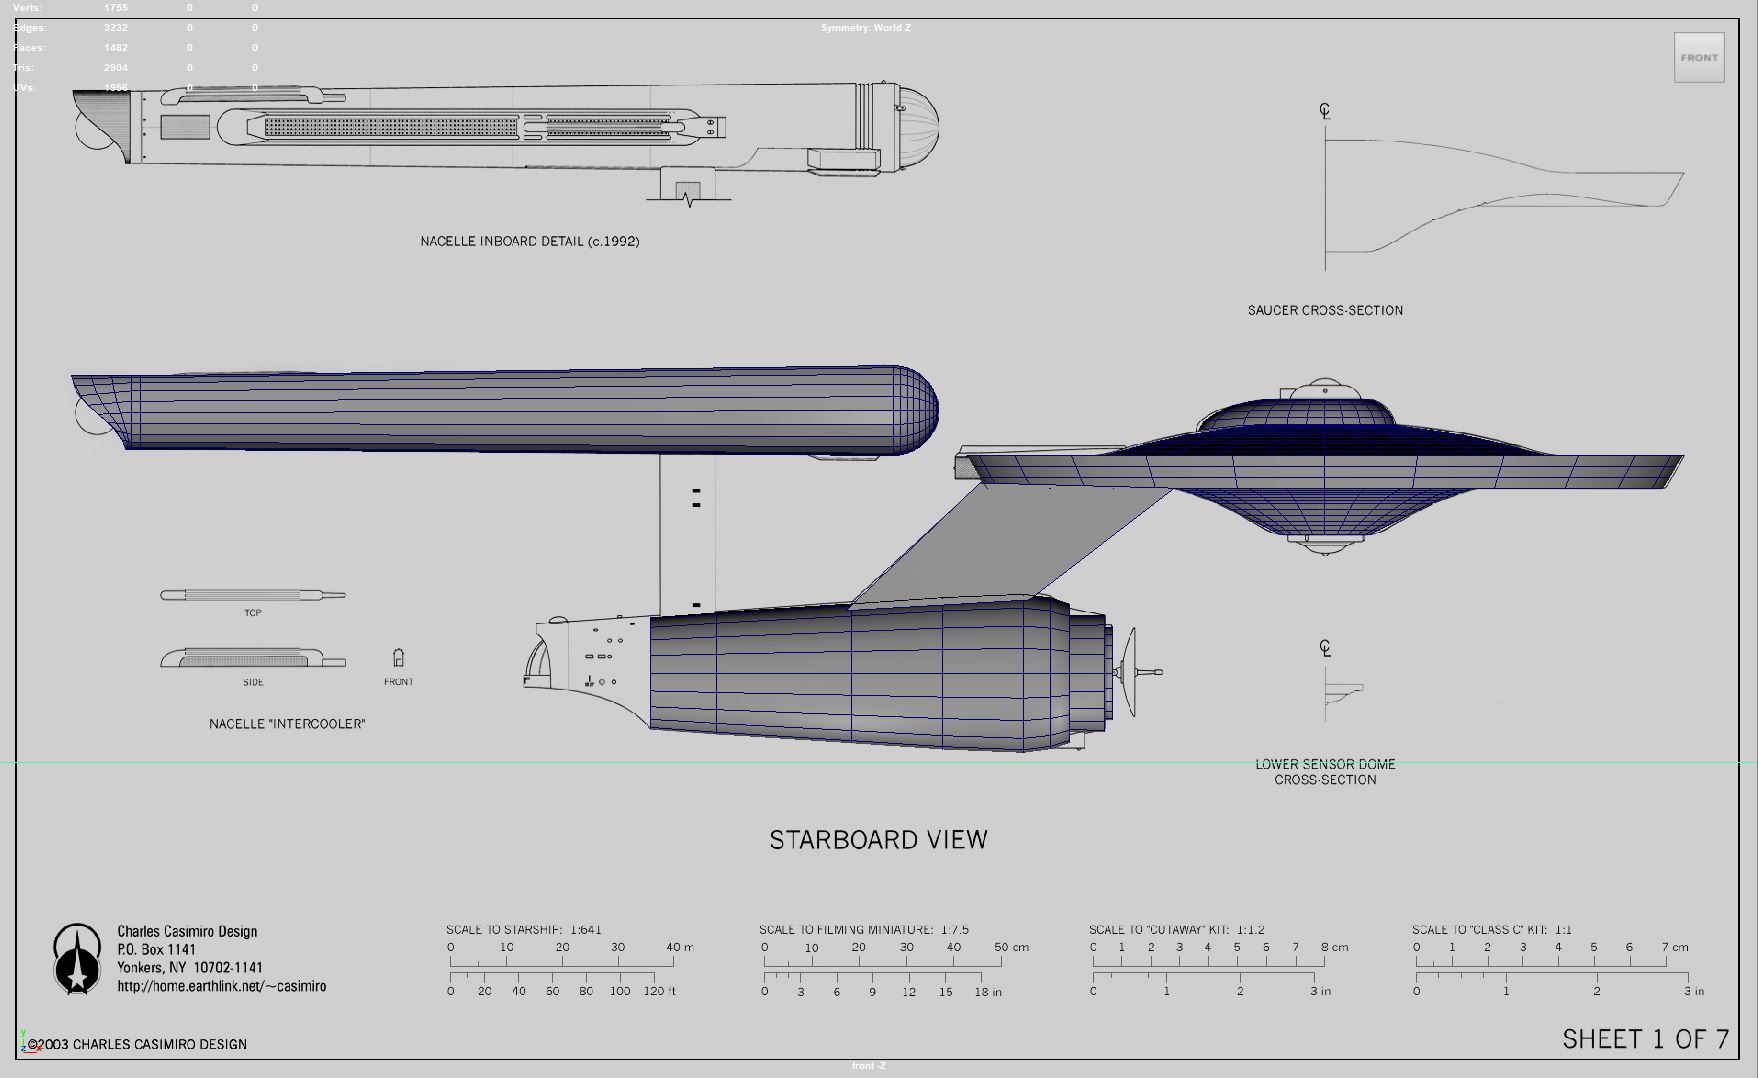 Verts: 1755 0 0
Edges: 3232 0 0
Faces: 1482 0 0
Tris: 2904 0 0
UVs: 1956 0 0
Symmetry: World Z
FRONT
NACELLE INBOARD DETAIL (c.1992)
SAUCER CROSS-SECTION
TOP
SIDE
FRONT
NACELLE "INTERCOOLER"
LOWER SENSOR DOME
CROSS-SECTION
STARBOARD VIEW
Charles Casimiro Design
P.O. Box 1141
Yonkers, NY 10702-1141
http://home.earthlink.net/~casimiro
SCALE TO STARSHIP: 1:641
0 10 20 30 40 m
0 20 40 60 80 100 120 ft
SCALE TO FILMING MINIATURE: 1:7.5
0 10 20 30 40 50 cm
0 3 6 9 12 15 18 in
SCALE TO "CUTAWAY" KIT: 1:1.2
0 1 2 3 4 5 6 7 8 cm
0 1 2 3 in
SCALE TO "CLASS C" KIT: 1:1
0 1 2 3 4 5 6 7 cm
0 1 2 3 in
©2003 CHARLES CASIMIRO DESIGN
SHEET 1 OF 7
y
z x
front -Z